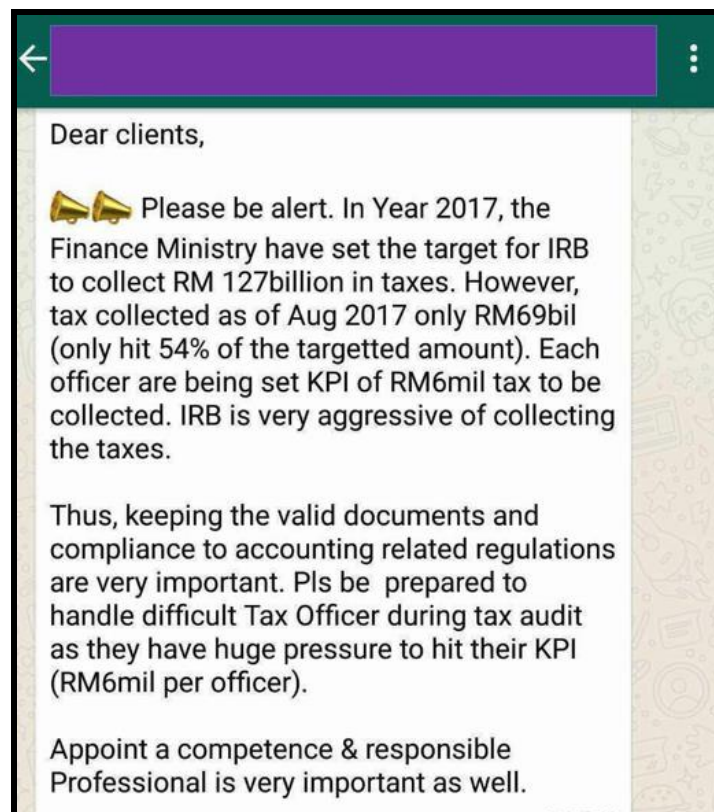 Dear clients,
Please be alert. In Year 2017, the
Finance Ministry have set the target for IRB
to collect RM 127billion in taxes. However,
tax collected as of Aug 2017 only RM69bil
(only hit 54% of the targetted amount). Each
officer are being set KPI of RM6mil tax to be
collected. IRB is very aggressive of collecting
the taxes.
Thus, keeping the valid documents and
compliance to accounting related regulations
are very important. Pls be  prepared to
handle difficult Tax Officer during tax audit
as they have huge pressure to hit their KPI
(RM6mil per officer).
Appoint a competence & responsible
Professional is very important as well.